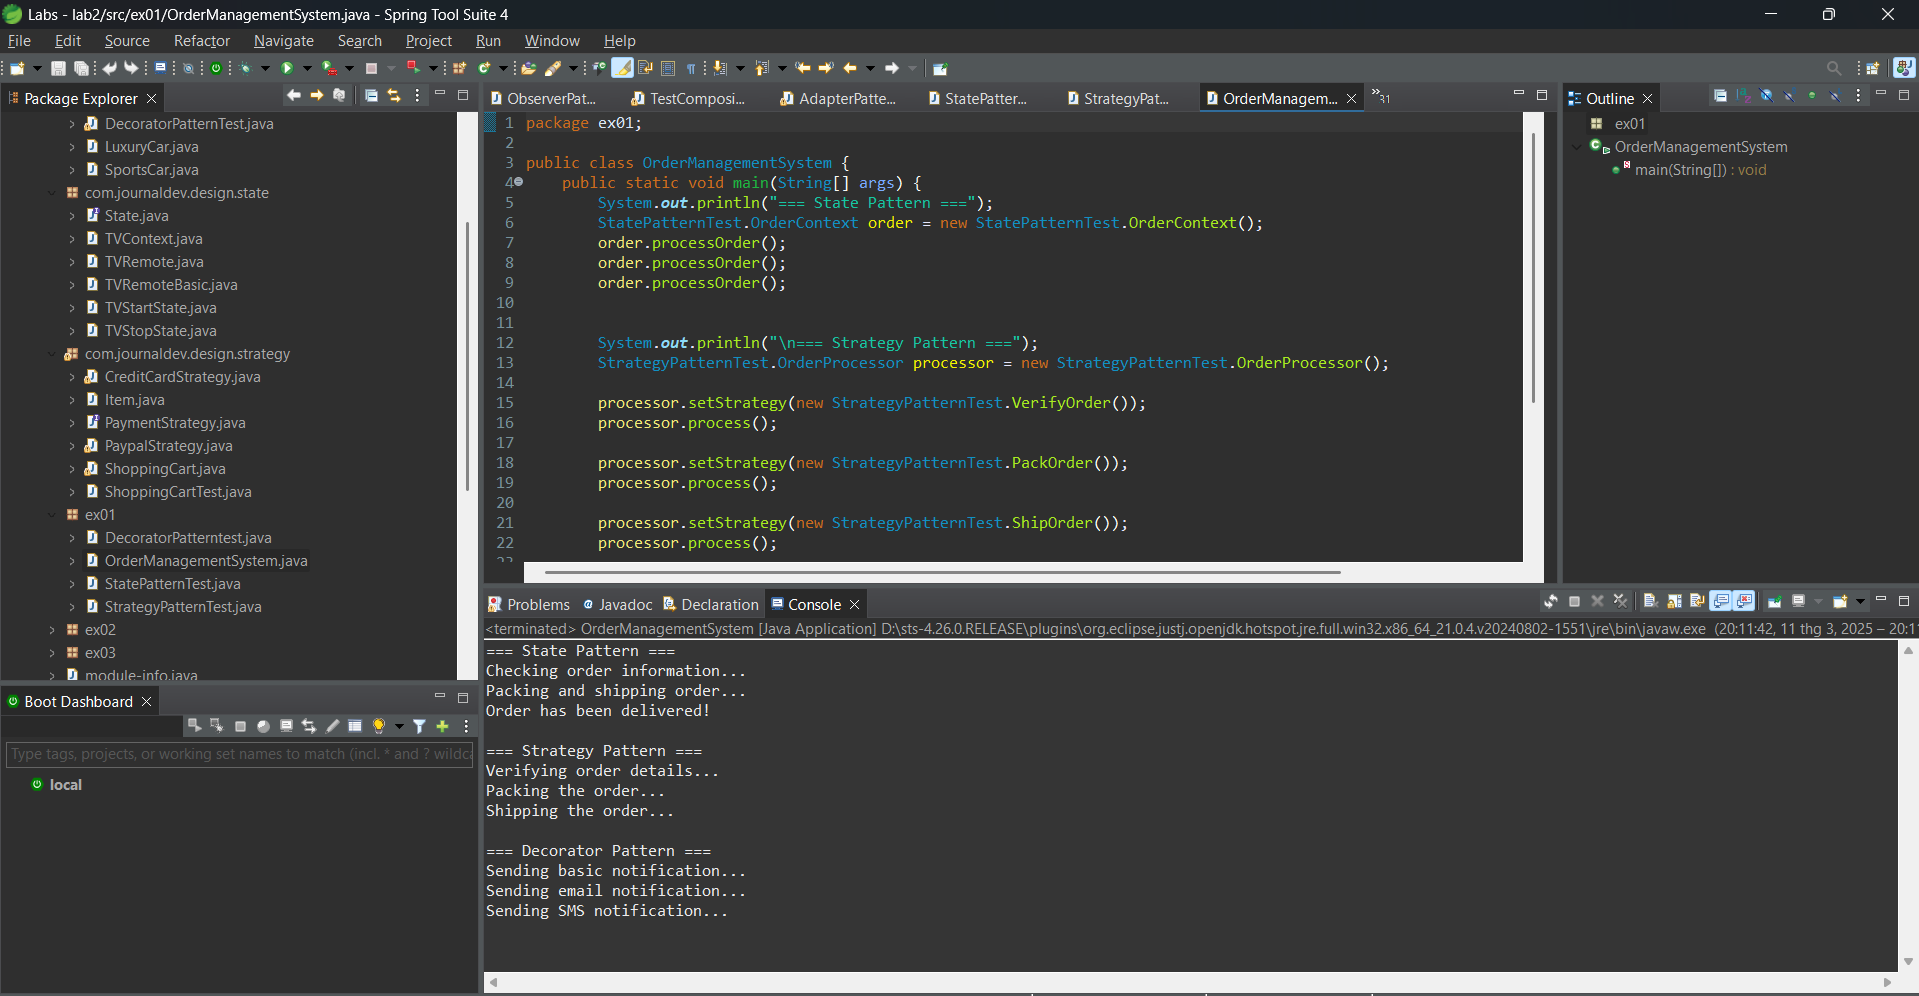 Labs - lab2/src/ex01/OrderManagementSystem.java - Spring Tool Suite 4
File Edit Source Refactor Navigate Search Project Run Window Help
Package Explorer
DecoratorPatternTest.java
LuxuryCar.java
SportsCar.java
com.journaldev.design.state
State.java
TVContext.java
TVRemote.java
TVRemoteBasic.java
TVStartState.java
TVStopState.java
com.journaldev.design.strategy
CreditCardStrategy.java
Item.java
PaymentStrategy.java
PaypalStrategy.java
ShoppingCart.java
ShoppingCartTest.java
ex01
DecoratorPatterntest.java
OrderManagementSystem.java
StatePatternTest.java
StrategyPatternTest.java
ex02
ex03
module-info.java
Boot Dashboard
Type tags, projects, or working set names to match (incl. * and ? wildca
local
ObserverPat... TestComposi... AdapterPatte... StatePatter... StrategyPat... OrderManagem... »31
1 package ex01;
2
3 public class OrderManagementSystem {
4 public static void main(String[] args) {
5 System.out.println("=== State Pattern ===");
6 StatePatternTest.OrderContext order = new StatePatternTest.OrderContext();
7 order.processOrder();
8 order.processOrder();
9 order.processOrder();
10
11
12 System.out.println("\n=== Strategy Pattern ===");
13 StrategyPatternTest.OrderProcessor processor = new StrategyPatternTest.OrderProcessor();
14
15 processor.setStrategy(new StrategyPatternTest.VerifyOrder());
16 processor.process();
17
18 processor.setStrategy(new StrategyPatternTest.PackOrder());
19 processor.process();
20
21 processor.setStrategy(new StrategyPatternTest.ShipOrder());
22 processor.process();
23
Outline
ex01
OrderManagementSystem
main(String[]) : void
Problems Javadoc Declaration Console
<terminated> OrderManagementSystem [Java Application] D:\sts-4.26.0.RELEASE\plugins\org.eclipse.justj.openjdk.hotspot.jre.full.win32.x86_64_21.0.4.v20240802-1551\jre\bin\javaw.exe (20:11:42, 11 thg 3, 2025 – 20:11
=== State Pattern ===
Checking order information...
Packing and shipping order...
Order has been delivered!
=== Strategy Pattern ===
Verifying order details...
Packing the order...
Shipping the order...
=== Decorator Pattern ===
Sending basic notification...
Sending email notification...
Sending SMS notification...